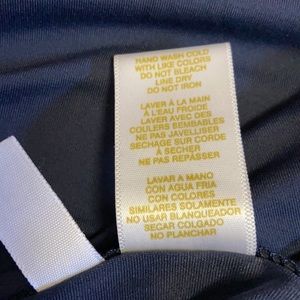 HAND WASH COLD
WITH LIKE COLORS
DO NOT BLEACH
LINE DRY
DO NOT IRON
LAVER À LA MAIN
À L'EAU FROIDE
LAVER AVEC DES
COULERS SEMBABLES
NE PAS JAVELLISER
SECHAGE SUR CORDE
À SÉCHER
NE PAS REPÀSSER
LAVAR A MANO
CON AGUA FRIA
CON COLORES
SIMILARES SOLAMENTE
NO USAR BLANQUEADOR
SECAR COLGADO
NO PLANCHAR